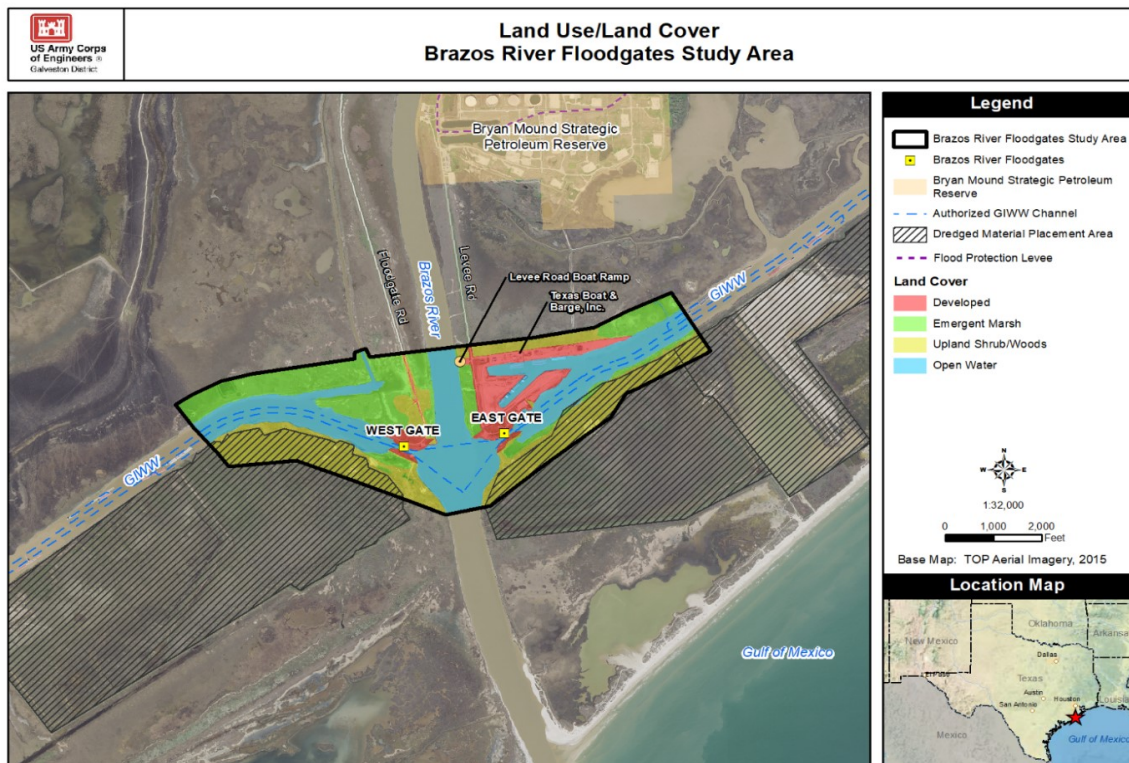 US Army Corps
of Engineers ®
Galveston District
Land Use/Land Cover
Brazos River Floodgates Study Area
Bryan Mound Strategic
Petroleum Reserve
Floodgate Rd
Brazos River
Levee Rd
Levee Road Boat Ramp
Texas Boat &
Barge, Inc.
GIWW
WEST GATE
EAST GATE
GIWW
Gulf of Mexico
Legend
Brazos River Floodgates Study Area
Brazos River Floodgates
Bryan Mound Strategic Petroleum
Reserve
Authorized GIWW Channel
Dredged Material Placement Area
Flood Protection Levee
Land Cover
Developed
Emergent Marsh
Upland Shrub/Woods
Open Water
N
W E
S
1:32,000
0 1,000 2,000
Feet
Base Map: TOP Aerial Imagery, 2015
Location Map
Oklahoma
Arkansas
New Mexico
Dallas
El Paso
Texas
Austin
Houston
Louisia
San Antonio
Mexico
Gulf of Mexico